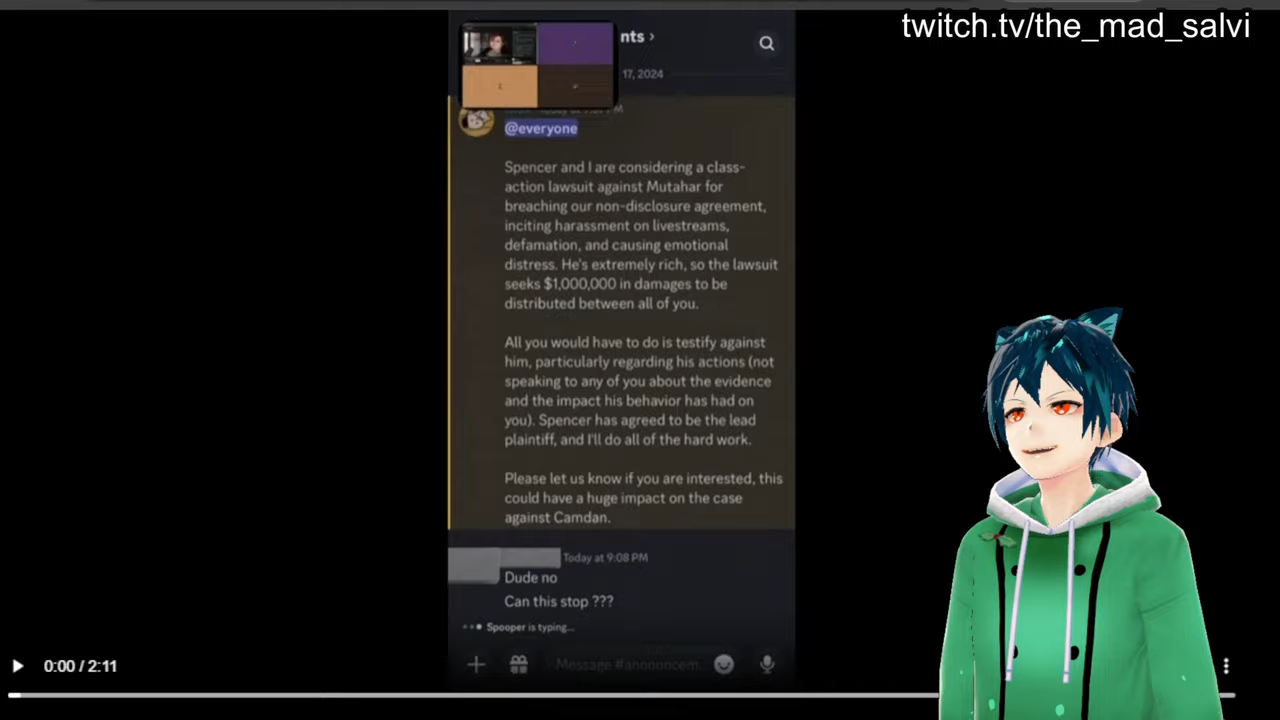 twitch.tv/the_mad_salvi
nts ›
17, 2024
@everyone
Spencer and I are considering a class-
action lawsuit against Mutahar for
breaching our non-disclosure agreement,
inciting harassment on livestreams,
defamation, and causing emotional
distress. He's extremely rich, so the lawsuit
seeks $1,000,000 in damages to be
distributed between all of you.
All you would have to do is testify against
him, particularly regarding his actions (not
speaking to any of you about the evidence
and the impact his behavior has had on
you). Spencer has agreed to be the lead
plaintiff, and I'll do all of the hard work.
Please let us know if you are interested, this
could have a huge impact on the case
against Camdan.
Today at 9:08 PM
Dude no
Can this stop ???
Spooper is typing...
Message #announcem...
0:00 / 2:11